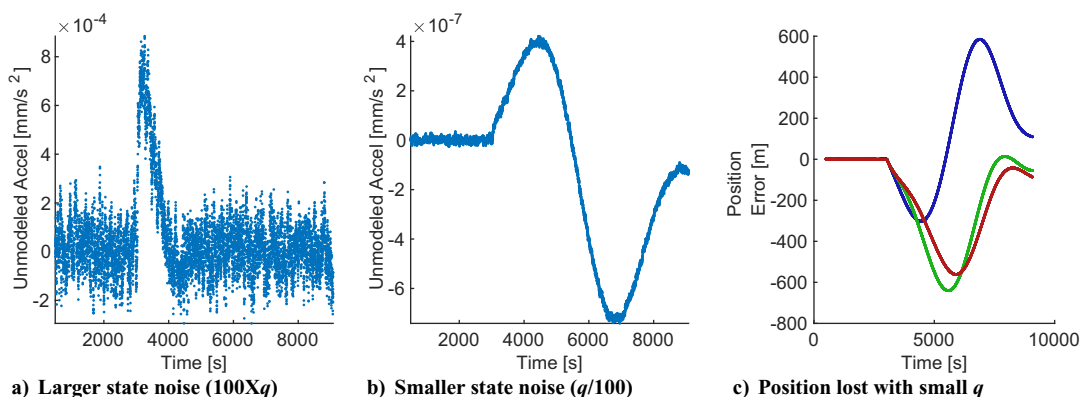 ×10⁻⁴
8
6
4
2
0
-2
Unmodeled Accel [mm/s ²]
2000 4000 6000 8000
Time [s]
a) Larger state noise (100Xq)
×10⁻⁷
4
2
0
-2
-4
-6
Unmodeled Accel [mm/s ²]
2000 4000 6000 8000
Time [s]
b) Smaller state noise (q/100)
600
400
200
0
-200
-400
-600
-800
Position
Error [m]
0 5000 10000
Time [s]
c) Position lost with small q